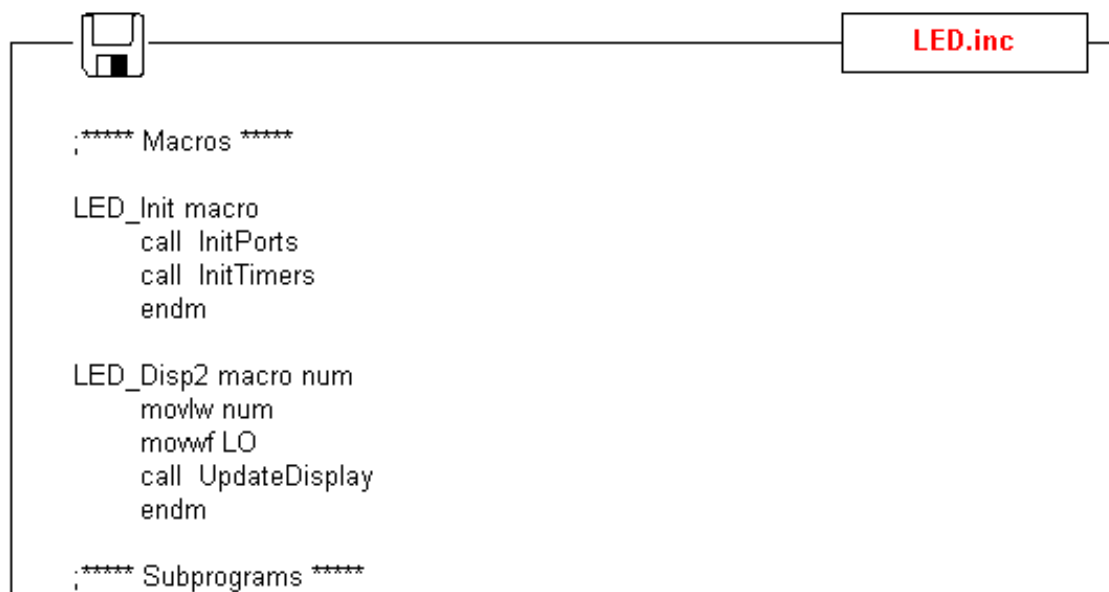 LED.inc
;***** Macros *****
LED_Init macro
call InitPorts
call InitTimers
endm
LED_Disp2 macro num
movlw num
movwf LO
call UpdateDisplay
endm
;***** Subprograms *****